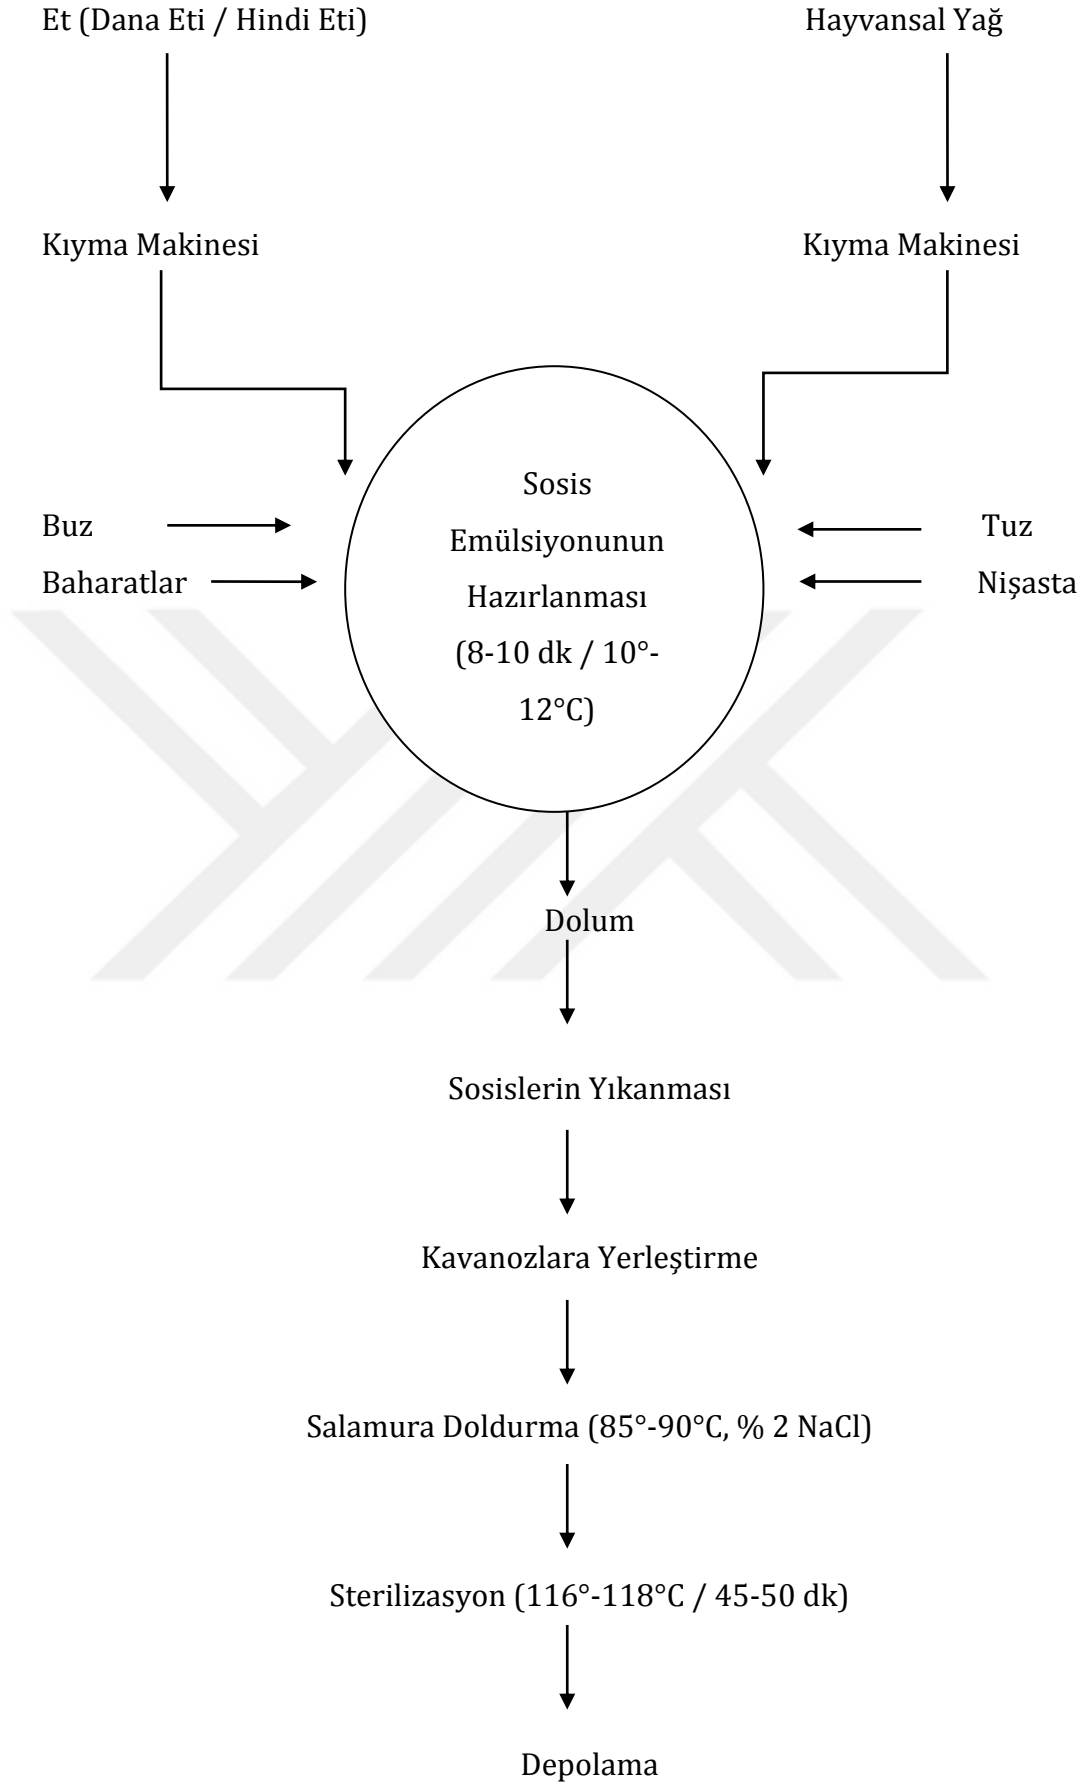 Et (Dana Eti / Hindi Eti)
Hayvansal Yağ
Kıyma Makinesi
Kıyma Makinesi
Sosis
Emülsiyonunun
Hazırlanması
(8-10 dk / 10°-
12°C)
Buz
Baharatlar
Tuz
Nişasta
Dolum
Sosislerin Yıkanması
Kavanozlara Yerleştirme
Salamura Doldurma (85°-90°C, % 2 NaCl)
Sterilizasyon (116°-118°C / 45-50 dk)
Depolama